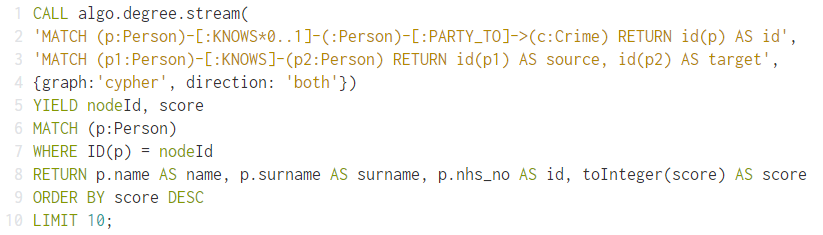 1 CALL algo.degree.stream(
2 'MATCH (p:Person)-[:KNOWS*0..1]-(:Person)-[:PARTY_TO]->(c:Crime) RETURN id(p) AS id',
3 'MATCH (p1:Person)-[:KNOWS]-(p2:Person) RETURN id(p1) AS source, id(p2) AS target',
4 {graph:'cypher', direction: 'both'})
5 YIELD nodeId, score
6 MATCH (p:Person)
7 WHERE ID(p) = nodeId
8 RETURN p.name AS name, p.surname AS surname, p.nhs_no AS id, toInteger(score) AS score
9 ORDER BY score DESC
10 LIMIT 10;